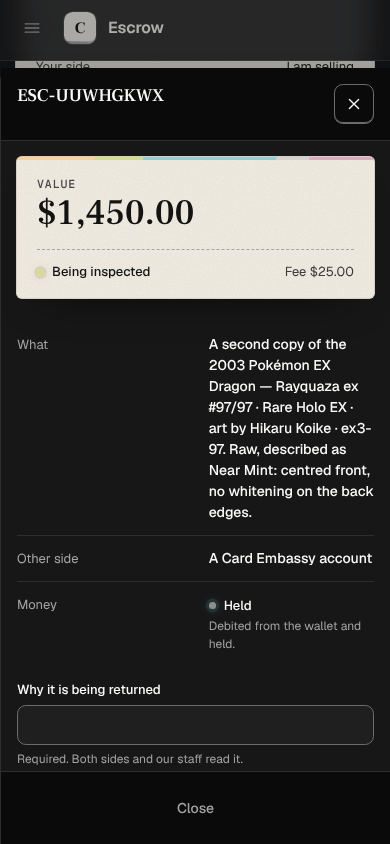 C Escrow
Your side I am selling
ESC-UUWHGKWX
VALUE
$1,450.00
Being inspected Fee $25.00
What A second copy of the
2003 Pokémon EX
Dragon — Rayquaza ex
#97/97 · Rare Holo EX ·
art by Hikaru Koike · ex3-
97. Raw, described as
Near Mint: centred front,
no whitening on the back
edges.
Other side A Card Embassy account
Money Held
Debited from the wallet and
held.
Why it is being returned
Required. Both sides and our staff read it.
Close